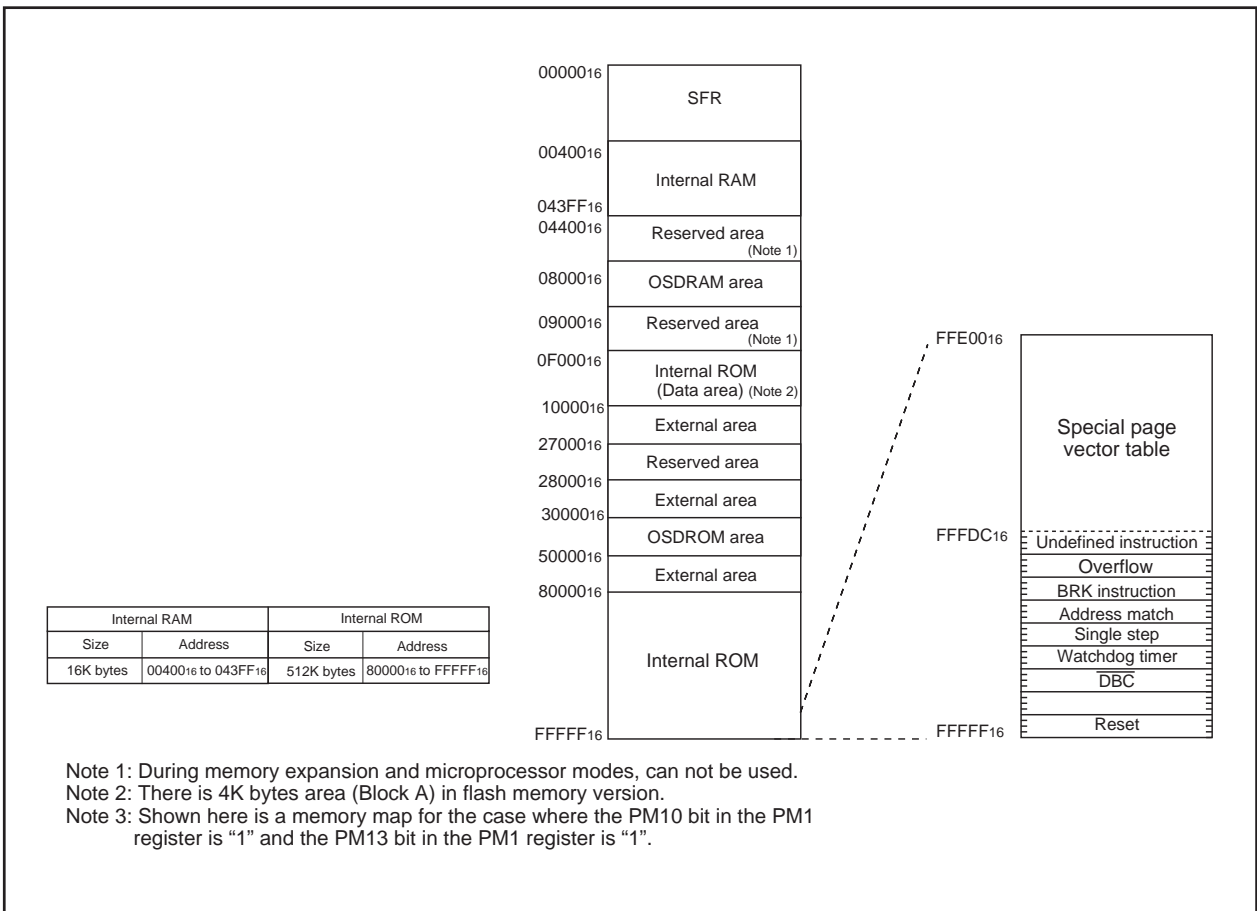 0000016
SFR
0040016
Internal RAM
043FF16
0440016
Reserved area
(Note 1)
0800016
OSDRAM area
0900016
Reserved area
(Note 1)
0F00016
Internal ROM
(Data area) (Note 2)
1000016
External area
2700016
Reserved area
2800016
External area
3000016
OSDROM area
5000016
External area
8000016
Internal ROM
FFFFF16
FFE0016
Special page
vector table
FFFDC16
Undefined instruction
Overflow
BRK instruction
Address match
Single step
Watchdog timer
DBC
Reset
FFFFF16
Internal RAM Internal ROM
Size Address Size Address
16K bytes 0040016 to 043FF16 512K bytes 8000016 to FFFFF16
Note 1: During memory expansion and microprocessor modes, can not be used.
Note 2: There is 4K bytes area (Block A) in flash memory version.
Note 3: Shown here is a memory map for the case where the PM10 bit in the PM1
register is “1” and the PM13 bit in the PM1 register is “1”.